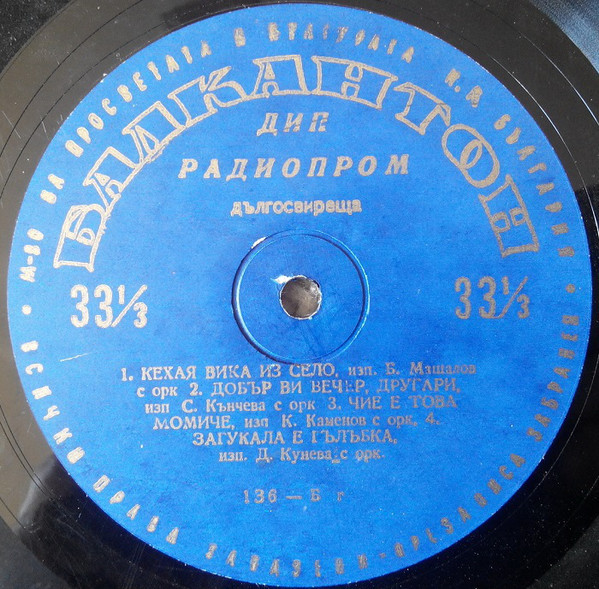 М-ВО НА ПРОСВЕТАТА И КУЛТУРАТА Н.Р. БЪЛГАРИЯ
БАЛКАНТОН
ДИП
РАДИОПРОМ
дългосвиреща
33⅓ 33⅓
1. КЕХАЯ ВИКА ИЗ СЕЛО, изп. Б. Машалов
с орк 2. ДОБЪР ВИ ВЕЧЕР, ДРУГАРИ,
изп С. Кънчева с орк 3. ЧИЕ Е ТОВА
МОМИЧЕ, изп К. Каменов с орк. 4.
ЗАГУКАЛА Е ГЪЛЪБКА,
изп. Д. Кунева с орк.
136 — Б г
ВСИЧКИ ПРАВА ЗАПАЗЕНИ - ПРЕЗАПИСА ЗАБРАНЕН